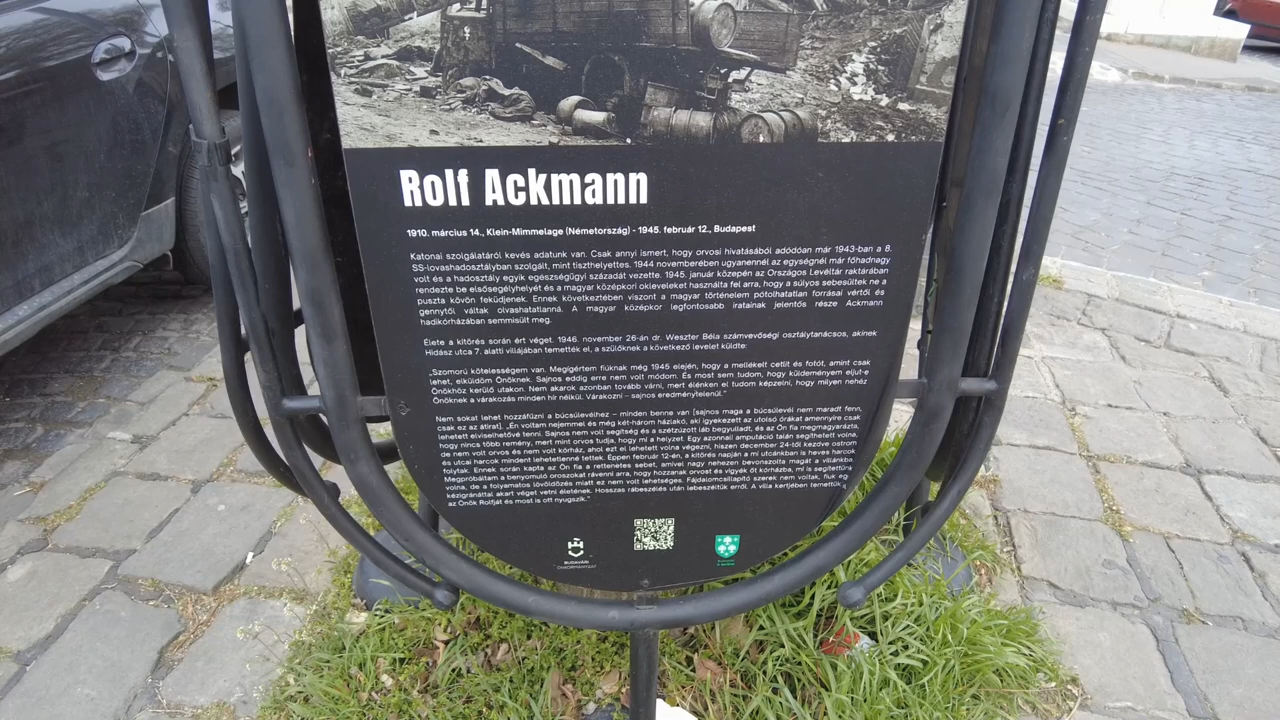 Rolf Ackmann
1910. március 14., Klein-Mimmelage (Németország) - 1945. február 12., Budapest
Katonai szolgálatáról kevés adatunk van. Csak annyi ismert, hogy orvosi hivatásából adódóan már 1943-ban a 8.
SS-lovashadosztályban szolgált, mint tiszthelyettes. 1944 novemberében ugyanennél az egységnél már főhadnagy
volt és a hadosztály egyik egészségügyi századát vezette. 1945. január közepén az Országos Levéltár raktárában
rendezte be elsősegélyhelyét és a magyar középkori okleveleket használta fel arra, hogy a súlyos sebesültek ne a
puszta kövön feküdjenek. Ennek következtében viszont a magyar történelem pótolhatatlan forrásai vértől és
gennytől váltak olvashatatlanná. A magyar középkor legfontosabb iratainak jelentős része Ackmann
hadikórházában semmisült meg.
Élete a kitörés során ért véget. 1946. november 26-án dr. Weszter Béla számvevőségi osztálytanácsos, akinek
Hidász utca 7. alatti villájában temették el, a szülőknek a következő levelet küldte:
„Szomorú kötelességem van. Megígértem fiúknak még 1945 elején, hogy a mellékelt cetlit és fotót, amint csak
lehet, elküldöm Önöknek. Sajnos eddig erre nem volt módom. És most sem tudom, hogy küldeményem eljut-e
Önökhöz kerülő utakon. Nem akarok azonban tovább várni, mert élénken el tudom képzelni, hogy milyen nehéz
Önöknek a várakozás minden hír nélkül. Várakozni – sajnos eredménytelenül.”
Nem sokat lehet hozzáfűzni a búcsúlevélhez – minden benne van [sajnos maga a búcsúlevél nem maradt fenn,
csak ez az átirat]. „Én voltam nejemmel és még két-három házlakó, aki igyekezett az utolsó órákat amennyire csak
lehetett elviselhetővé tenni. Sajnos nem volt segítség és a szétzúzott láb begyulladt, és az Ön fia megmagyarázta,
hogy nincs több remény, mert mint orvos tudja, hogy mi a helyzet. Egy azonnali amputáció talán segíthetett volna,
de nem volt orvos és nem volt kórház, ahol ezt el lehetett volna végezni, hiszen december 24-től kezdve ostrom
és utcai harcok mindent lehetetlenné tettek. Éppen február 12-én, a kitörés napján a mi utcánkban is heves harcok
folytak. Ennek során kapta az Ön fia a rettenetes sebet, amivel nagy nehezen bevonszolta magát a villánkba.
Megpróbáltam a benyomuló oroszokat rávenni arra, hogy hozzanak orvost és vigyék őt kórházba, mi is segítettünk
volna, de a folyamatos lövöldözés miatt ez nem volt lehetséges. Fájdalomcsillapító szerek nem voltak, fiuk eg
kézigránáttal akart véget vetni életének. Hosszas rábeszélés után lebeszéltük erről. A villa kertjében temettük
az Önök Rolfját és most is ott nyugszik.”
BUDAVÁRI
ÖNKORMÁNYZAT